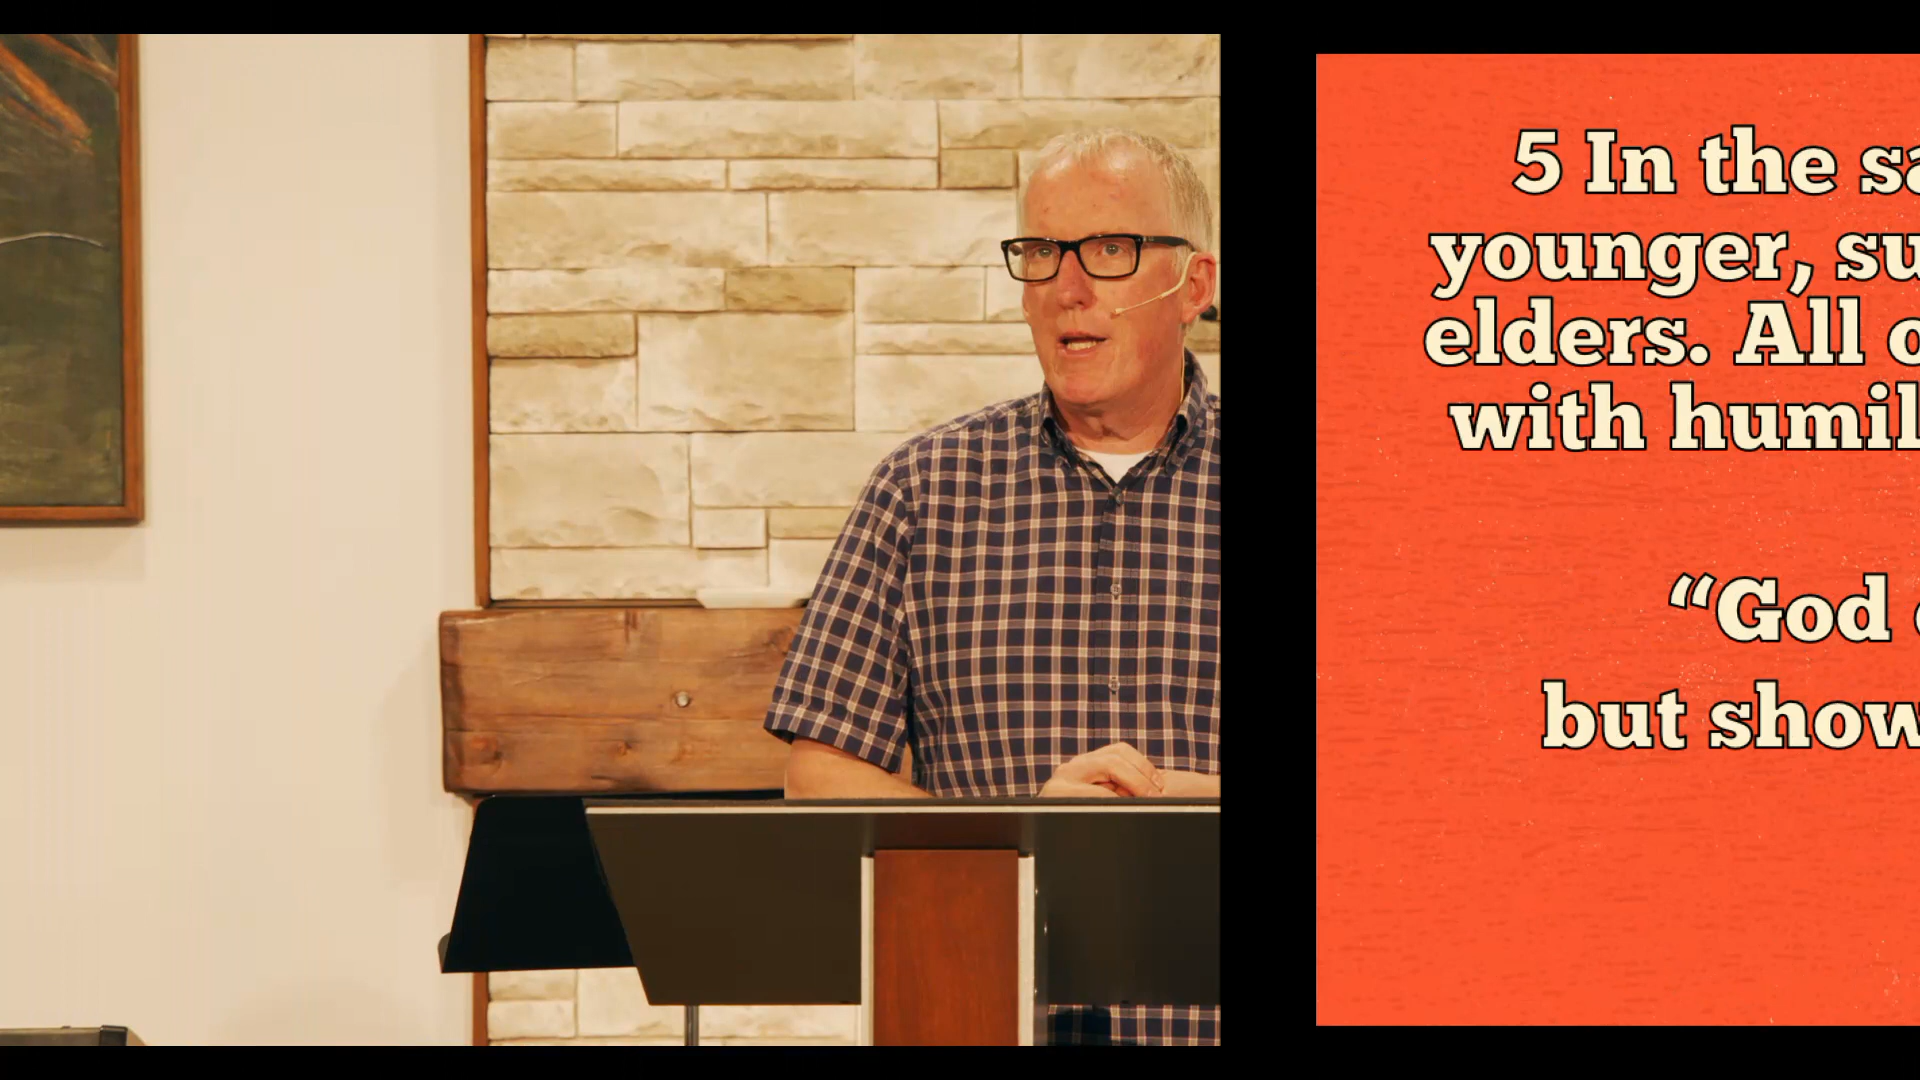 5 In the sa
younger, su
elders. All o
with humil
“God
but show